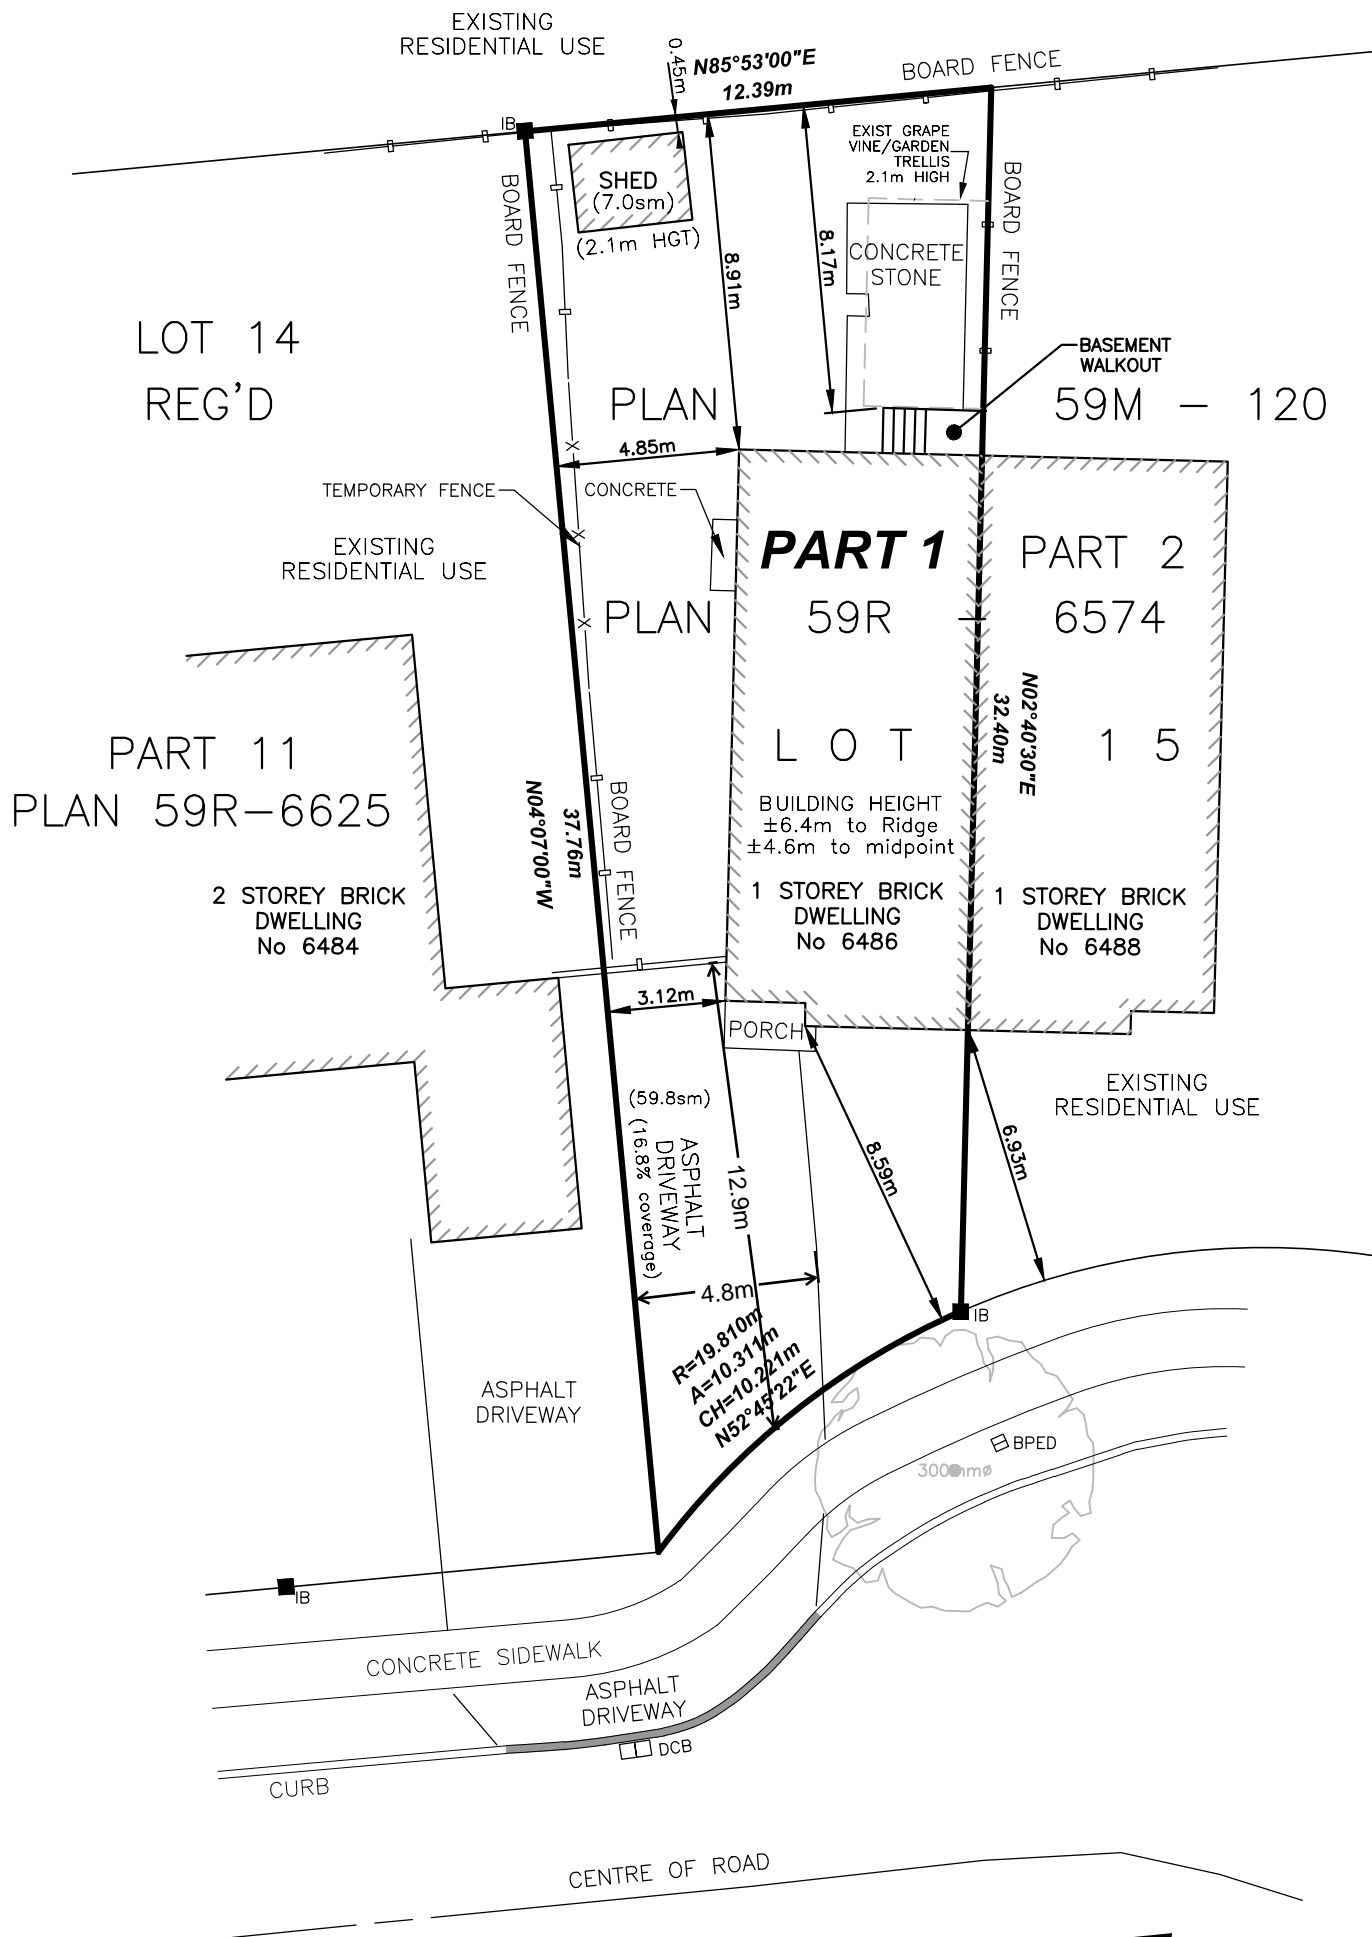 EXISTING
RESIDENTIAL USE
0.45m
N85°53'00"E
12.39m
BOARD FENCE
IB
SHED
(7.0sm)
(2.1m HGT)
EXIST GRAPE
VINE/GARDEN
TRELLIS
2.1m HIGH
BOARD FENCE
BOARD FENCE
8.91m
8.17m
CONCRETE
STONE
LOT 14
REG'D
PLAN
59M - 120
BASEMENT
WALKOUT
4.85m
TEMPORARY FENCE
CONCRETE
EXISTING
RESIDENTIAL USE
PART 1
PART 2
PLAN
59R
6574
N02°40'30"E
32.40m
PART 11
PLAN 59R-6625
LOT
15
N04°07'00"W
37.76m
BOARD FENCE
BUILDING HEIGHT
±6.4m to Ridge
±4.6m to midpoint
2 STOREY BRICK
DWELLING
No 6484
1 STOREY BRICK
DWELLING
No 6486
1 STOREY BRICK
DWELLING
No 6488
3.12m
PORCH
(59.8sm)
(16.8% coverage)
ASPHALT
DRIVEWAY
12.9m
8.59m
6.93m
EXISTING
RESIDENTIAL USE
4.8m
R=19.810m
A=10.311m
CH=10.221m
N52°45'22"E
IB
ASPHALT
DRIVEWAY
BPED
300mmø
IB
CONCRETE SIDEWALK
ASPHALT
DRIVEWAY
DCB
CURB
CENTRE OF ROAD